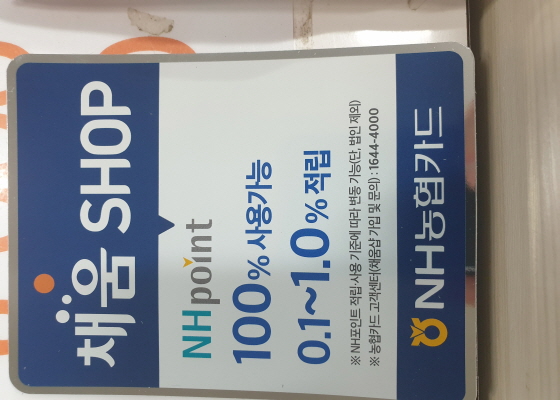 채움 SHOP
NH point
100% 사용가능
0.1~1.0% 적립
※ NH포인트 적립/사용 기준에 따라 변동 가능(단, 법인 제외)
※ 농협카드 고객센터(채움샵 가입 및 문의) : 1644-4000
NH농협카드